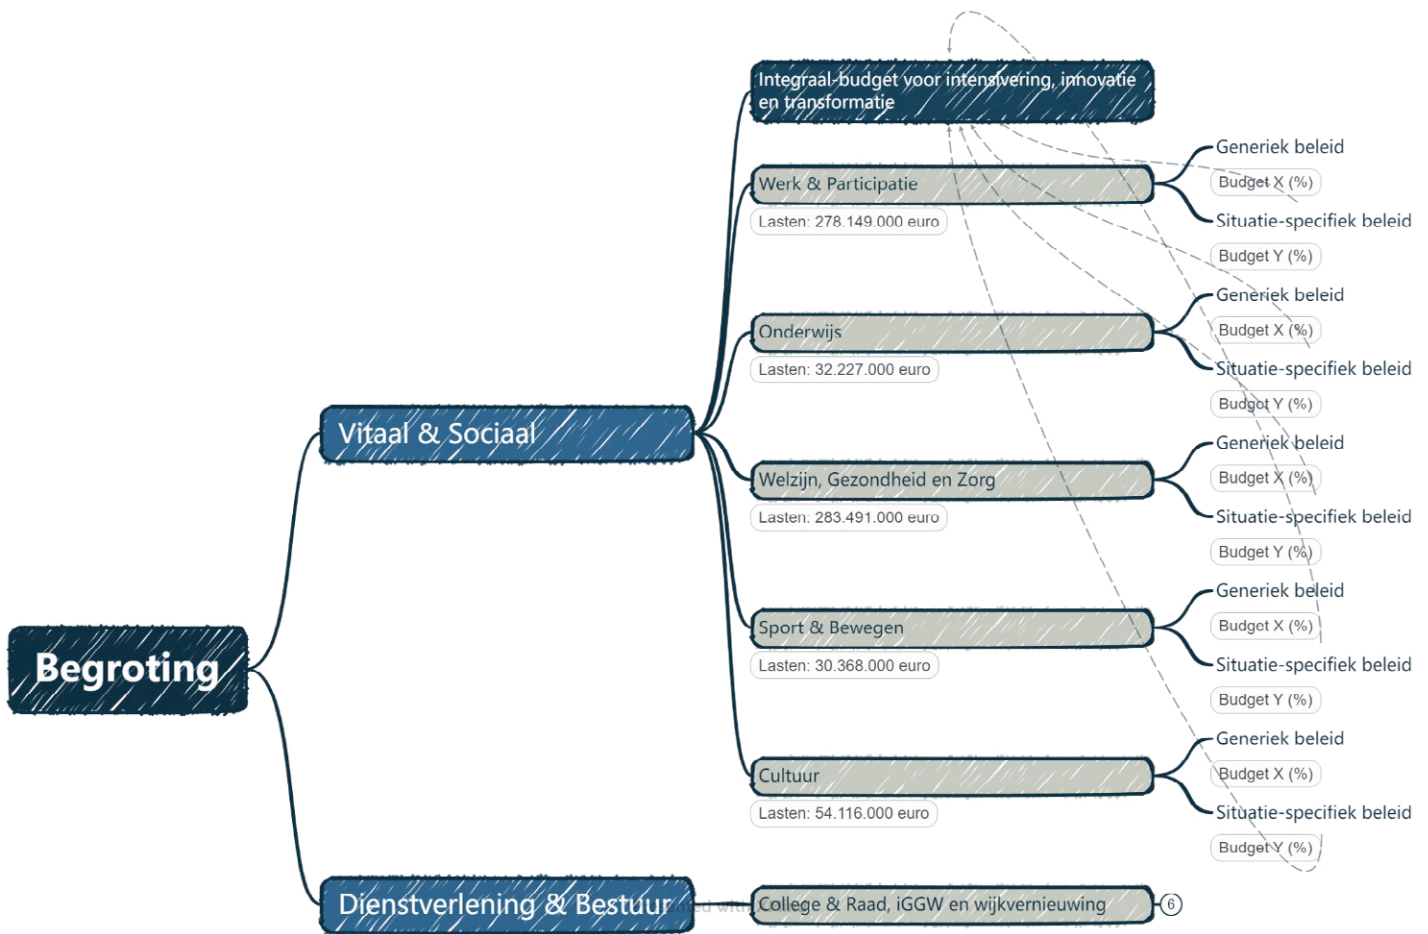 Integraal-budget voor intensivering, innovatie
en transformatie
Generiek beleid
Budget X (%)
Werk & Participatie
Lasten: 278.149.000 euro
Situatie-specifiek beleid
Budget Y (%)
Generiek beleid
Budget X (%)
Onderwijs
Lasten: 32.227.000 euro
Situatie-specifiek beleid
Budget Y (%)
Vitaal & Sociaal
Generiek beleid
Budget X (%)
Welzijn, Gezondheid en Zorg
Lasten: 283.491.000 euro
Situatie-specifiek beleid
Budget Y (%)
Generiek beleid
Budget X (%)
Sport & Bewegen
Lasten: 30.368.000 euro
Situatie-specifiek beleid
Budget Y (%)
Begroting
Generiek beleid
Budget X (%)
Cultuur
Lasten: 54.116.000 euro
Situatie-specifiek beleid
Budget Y (%)
Dienstverlening & Bestuur
College & Raad, iGGW en wijkvernieuwing
6